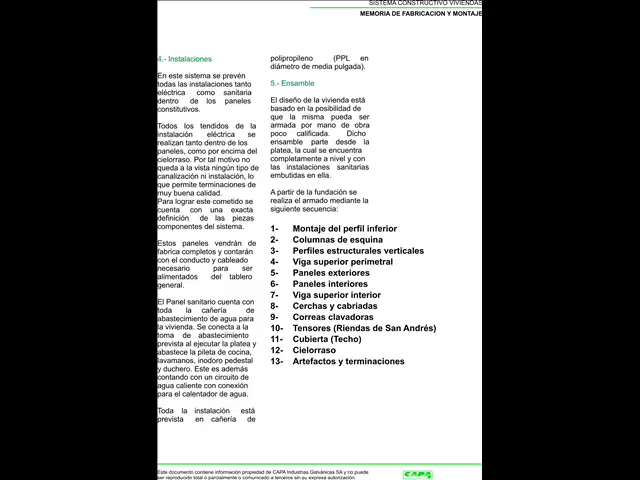 SISTEMA CONSTRUCTIVO VIVIENDAS
MEMORIA DE FABRICACION Y MONTAJE
4.- Instalaciones
En este sistema se prevén
todas las instalaciones tanto
eléctrica como sanitaria
dentro de los paneles
constitutivos.
Todos los tendidos de la
instalación eléctrica se
realizan tanto dentro de los
paneles, como por encima del
cielorraso. Por tal motivo no
queda a la vista ningún tipo de
canalización ni instalación, lo
que permite terminaciones de
muy buena calidad.
Para lograr este cometido se
cuenta con una exacta
definición de las piezas
componentes del sistema.
Estos paneles vendrán de
fabrica completos y contarán
con el conducto y cableado
necesario para ser
alimentados del tablero
general.
El Panel sanitario cuenta con
toda la cañería de
abastecimiento de agua para
la vivienda. Se conecta a la
toma de abastecimiento
prevista al ejecutar la platea y
abastece la pileta de cocina,
lavamanos, inodoro pedestal
y duchero. Este es además
contando con un circuito de
agua caliente con conexión
para el calentador de agua.
Toda la instalación está
prevista en cañería de
polipropileno (PPL en
diámetro de media pulgada).
5.- Ensamble
El diseño de la vivienda está
basado en la posibilidad de
que la misma pueda ser
armada por mano de obra
poco calificada. Dicho
ensamble parte desde la
platea, la cual se encuentra
completamente a nivel y con
las instalaciones sanitarias
embutidas en ella.
A partir de la fundación se
realiza el armado mediante la
siguiente secuencia:
1- Montaje del perfil inferior
2- Columnas de esquina
3- Perfiles estructurales verticales
4- Viga superior perimetral
5- Paneles exteriores
6- Paneles interiores
7- Viga superior interior
8- Cerchas y cabriadas
9- Correas clavadoras
10- Tensores (Riendas de San Andrés)
11- Cubierta (Techo)
12- Cielorraso
13- Artefactos y terminaciones
Este documento contiene información propiedad de CAPA Industrias Galvánicas SA y no puede
ser reproducido total o parcialmente o comunicado a terceros sin su expresa autorización.
CAPA